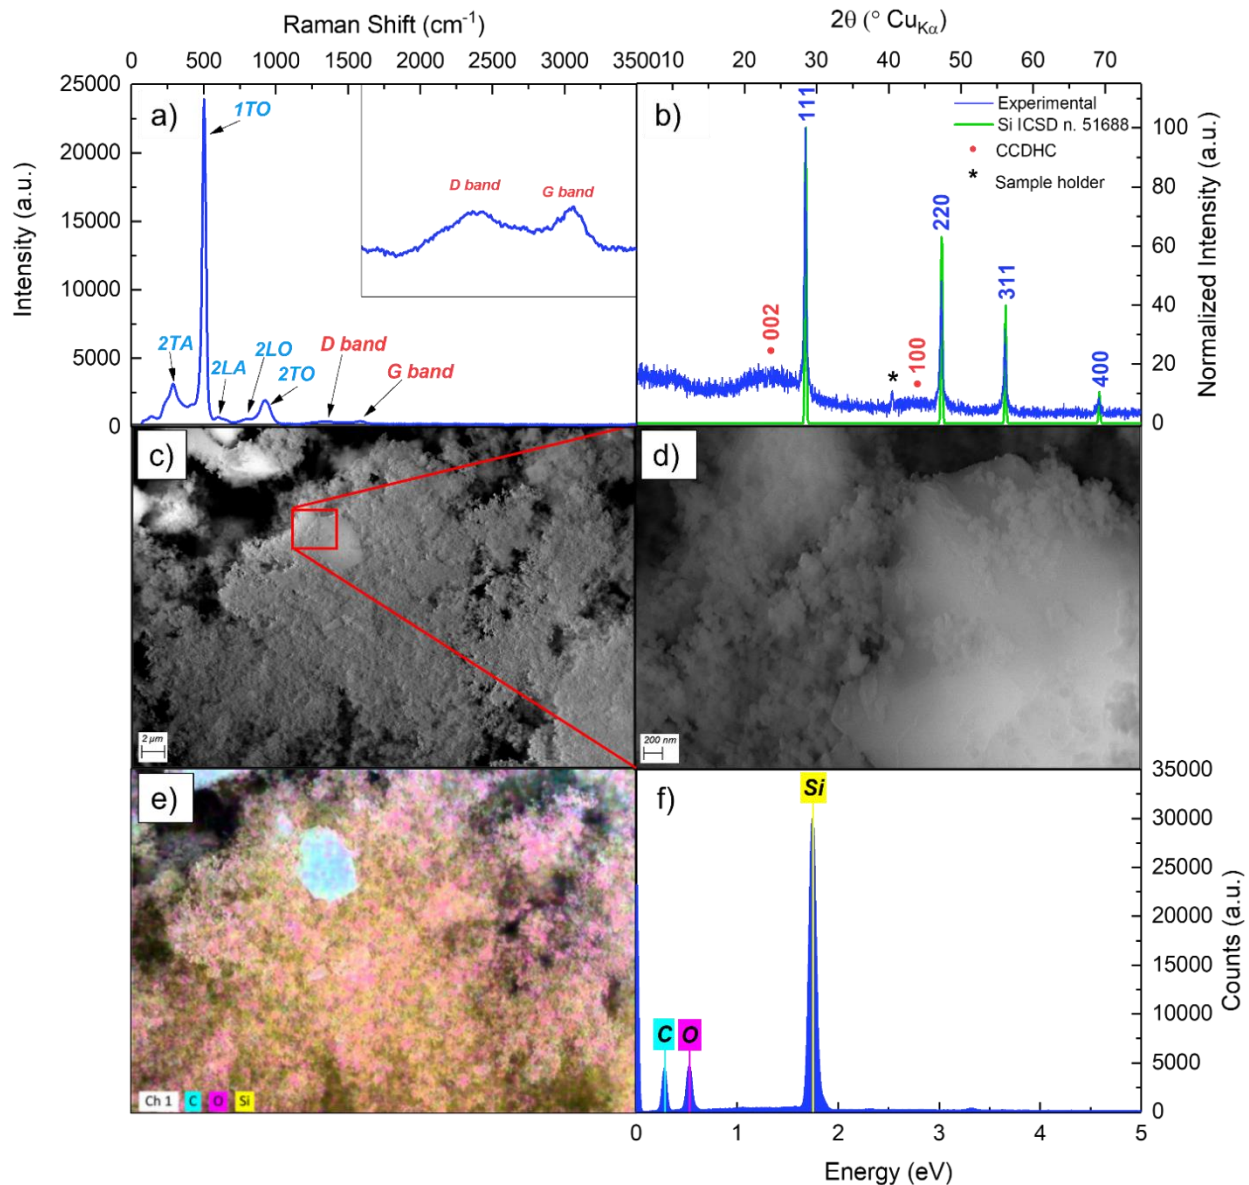 Raman Shift (cm-1)
0 500 1000 1500 2000 2500 3000 3500
2θ (° CuKα)
10 20 30 40 50 60 70
a)
Intensity (a.u.)
25000
20000
15000
10000
5000
0
1TO
2TA
2LA
2LO
2TO
D band
G band
D band
G band
b)
Experimental
Si ICSD n. 51688
CCDHC
* Sample holder
111
220
311
400
002
100
*
Normalized Intensity (a.u.)
100
80
60
40
20
0
c)
2 µm
d)
200 nm
e)
Ch 1 C O Si
f)
Si
C
O
35000
30000
25000
20000
15000
10000
5000
0
Counts (a.u.)
0 1 2 3 4 5
Energy (eV)